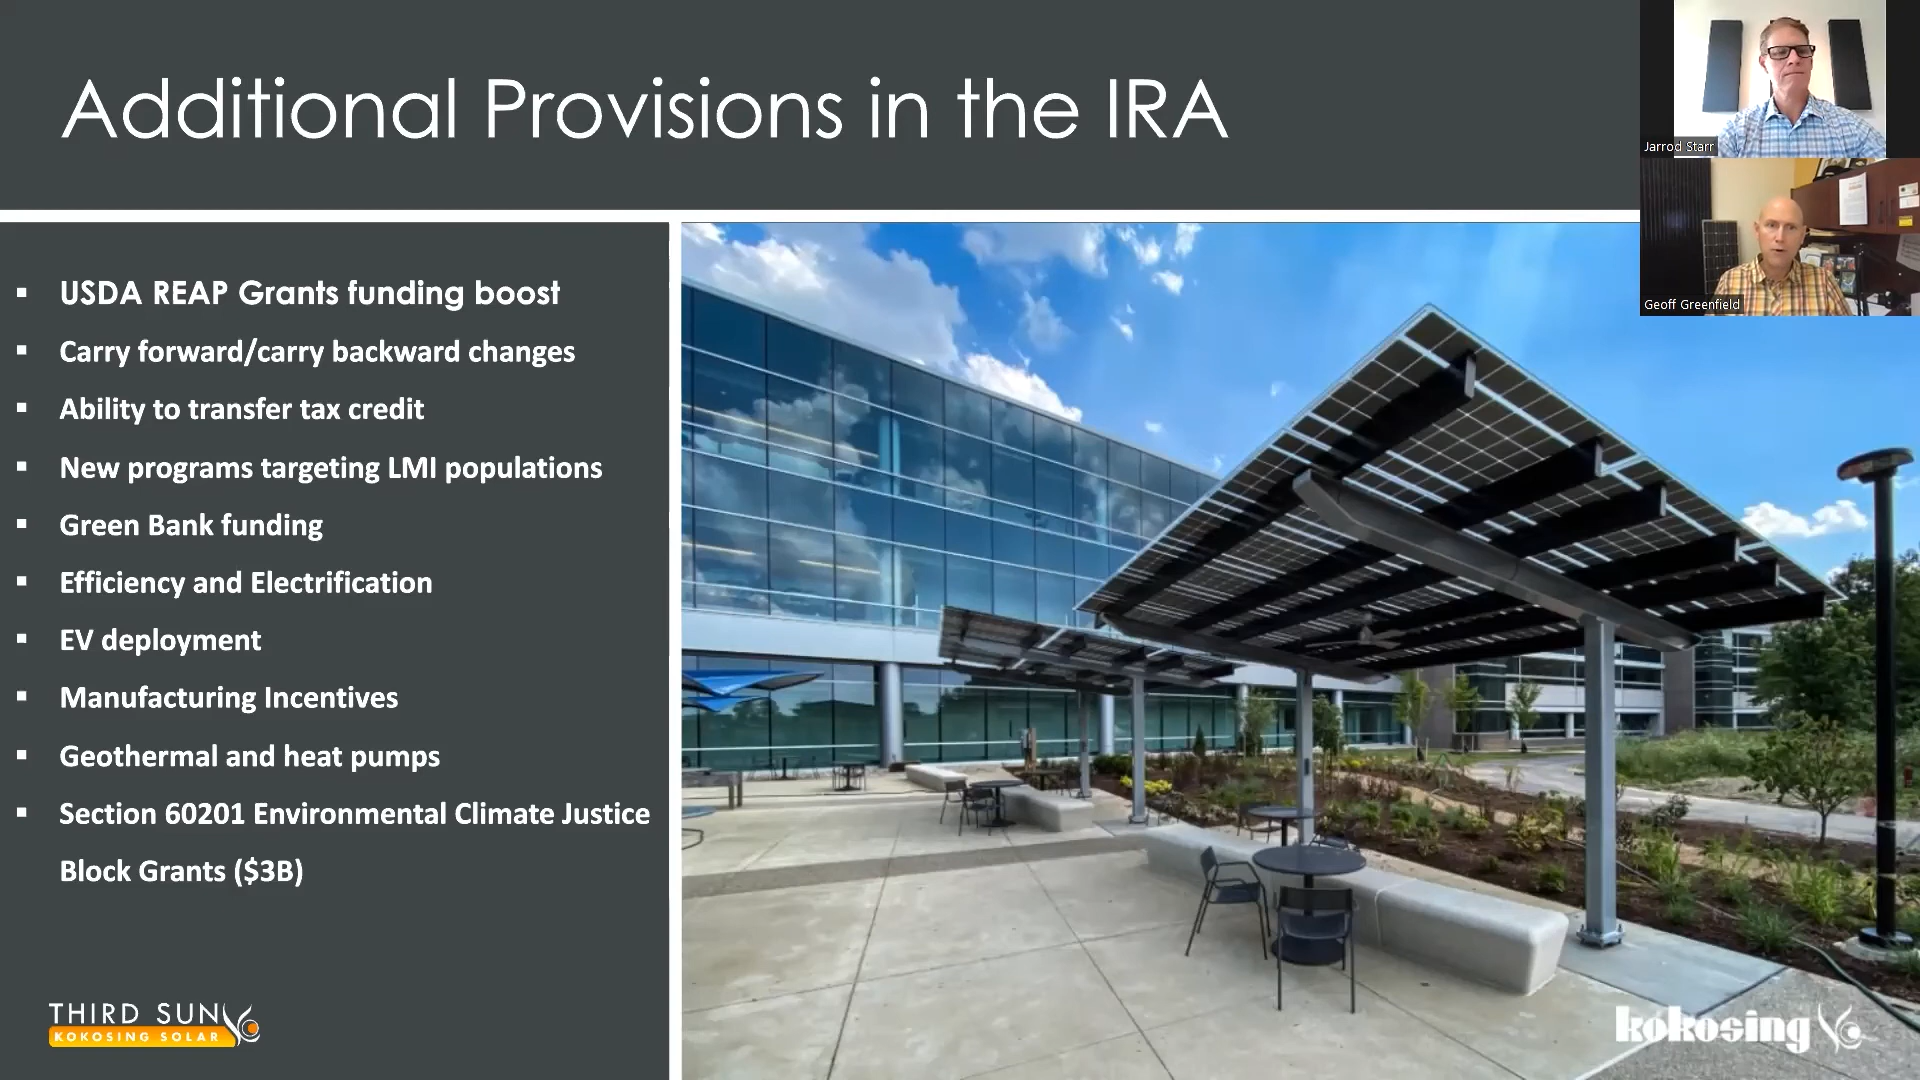 Additional Provisions in the IRA
Jarrod Starr
Geoff Greenfield
▪ USDA REAP Grants funding boost
▪ Carry forward/carry backward changes
▪ Ability to transfer tax credit
▪ New programs targeting LMI populations
▪ Green Bank funding
▪ Efficiency and Electrification
▪ EV deployment
▪ Manufacturing Incentives
▪ Geothermal and heat pumps
▪ Section 60201 Environmental Climate Justice
Block Grants ($3B)
THIRD SUN
KOKOSING SOLAR
kokosing